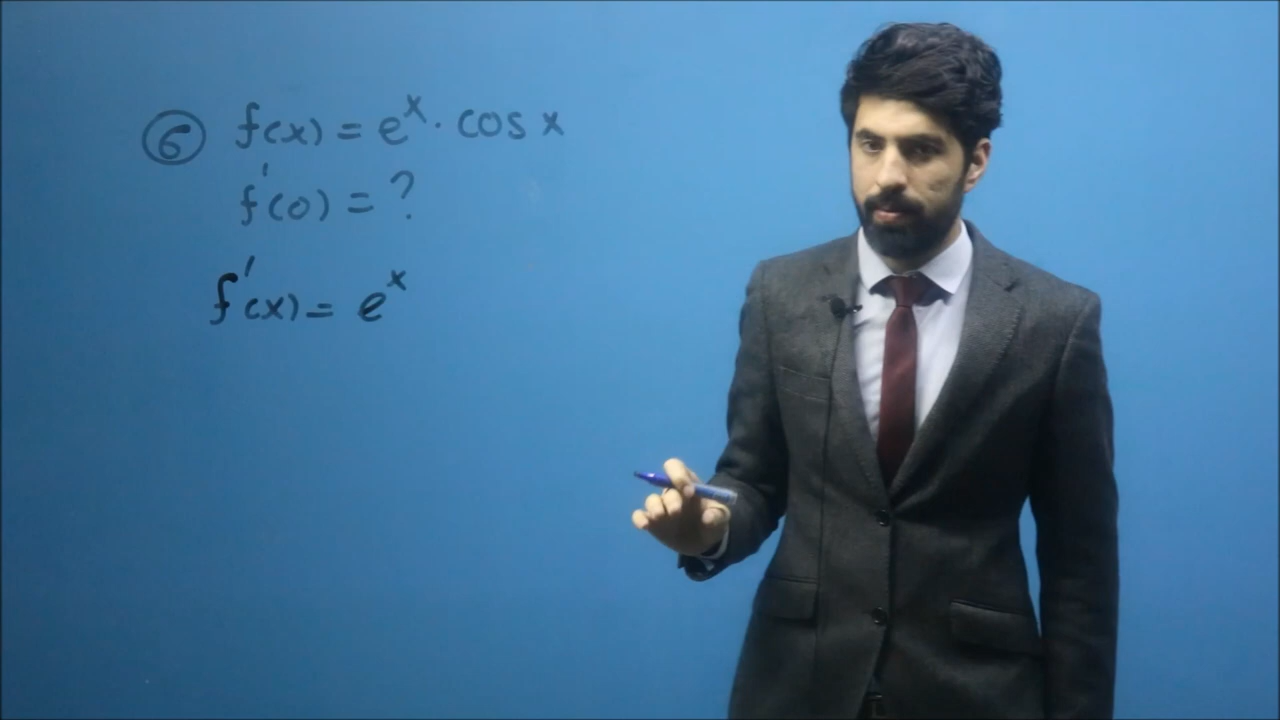 ⑥ f(x) = eˣ · cos x
f'(0) = ?
f'(x) = eˣ